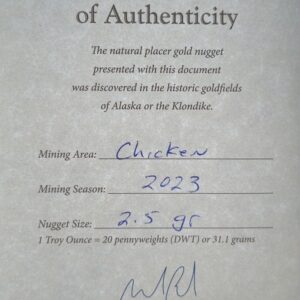 of Authenticity
The natural placer gold nugget
presented with this document
was discovered in the historic goldfields
of Alaska or the Klondike.
Mining Area: Chicken
Mining Season: 2023
Nugget Size: 2.5 gr
1 Troy Ounce = 20 pennyweights (DWT) or 31.1 grams